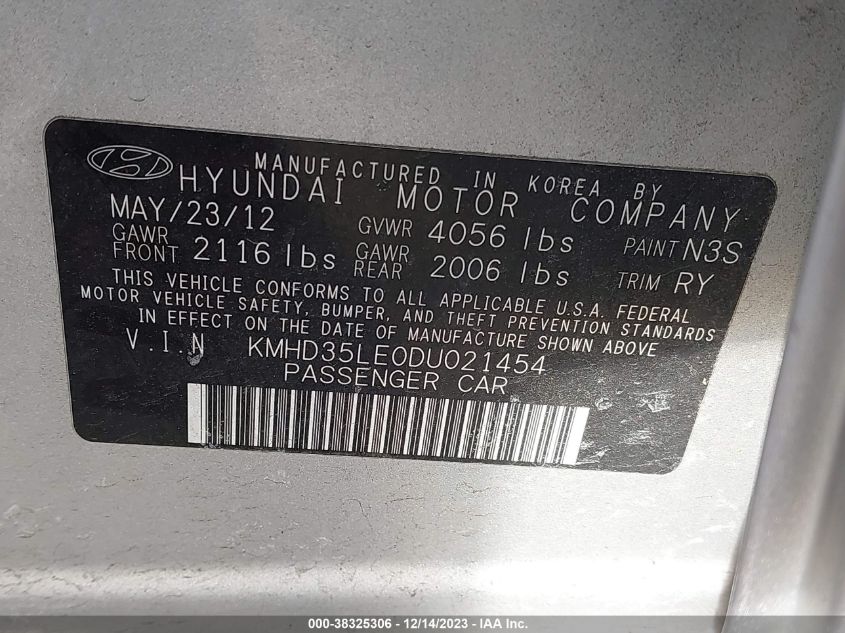 MANUFACTURED IN KOREA BY
HYUNDAI MOTOR COMPANY
MAY/23/12 GVWR 4056 lbs PAINT N3S
GAWR FRONT 2116 lbs GAWR REAR 2006 lbs TRIM RY
THIS VEHICLE CONFORMS TO ALL APPLICABLE U.S.A. FEDERAL
MOTOR VEHICLE SAFETY, BUMPER, AND THEFT PREVENTION STANDARDS
IN EFFECT ON THE DATE OF MANUFACTURE SHOWN ABOVE
V.I.N KMHD35LE0DU021454
PASSENGER CAR
000-38325306 - 12/14/2023 - IAA Inc.